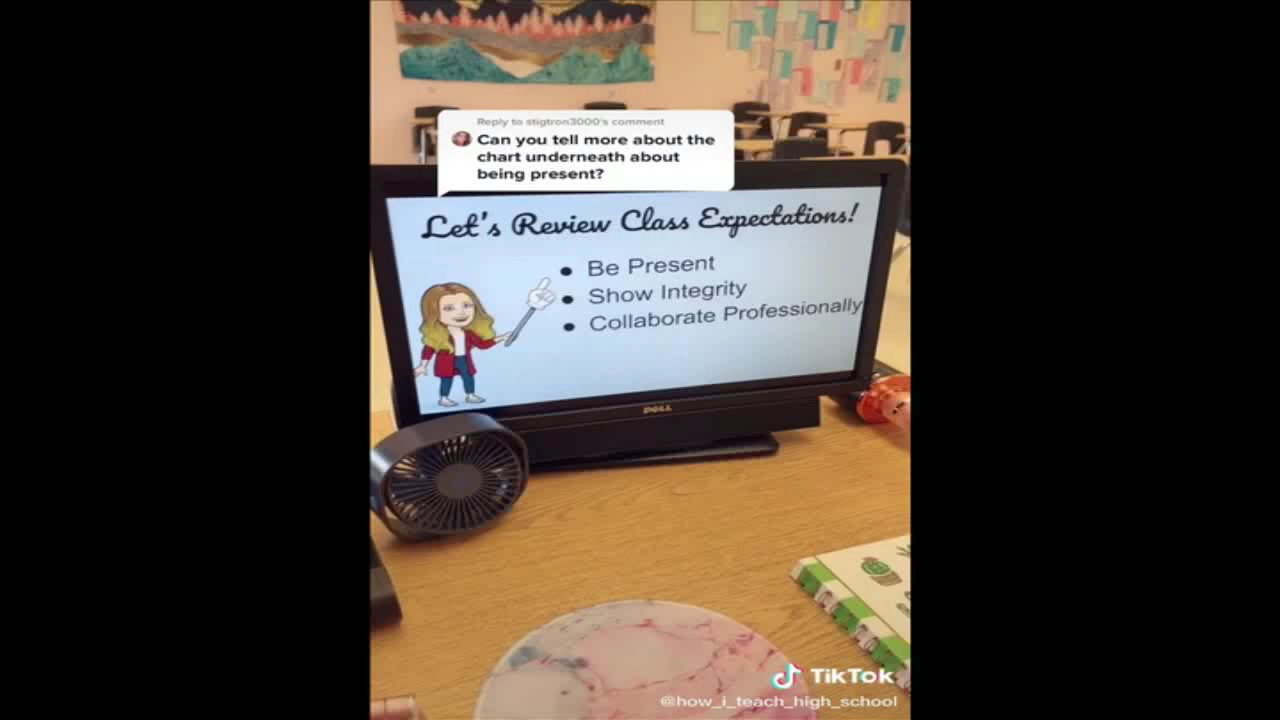 Reply to stigtron3000's comment
Can you tell more about the
chart underneath about
being present?
Let's Review Class Expectations!
• Be Present
• Show Integrity
• Collaborate Professionally
DELL
TikTok
@how_i_teach_high_school